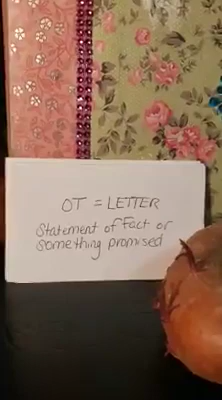 OT = LETTER
Statement of Fact or
Something promised